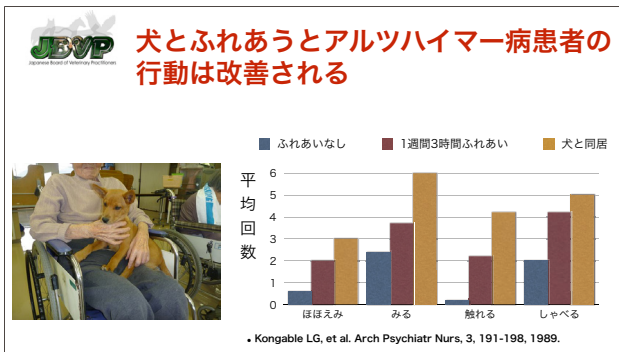 JBVP
Japanese Board of Veterinary Practitioners
犬とふれあうとアルツハイマー病患者の
行動は改善される
ふれあいなし 1週間3時間ふれあい 犬と同居
平均回数
6
5
4
3
2
1
0
ほほえみ みる 触れる しゃべる
• Kongable LG, et al. Arch Psychiatr Nurs, 3, 191-198, 1989.